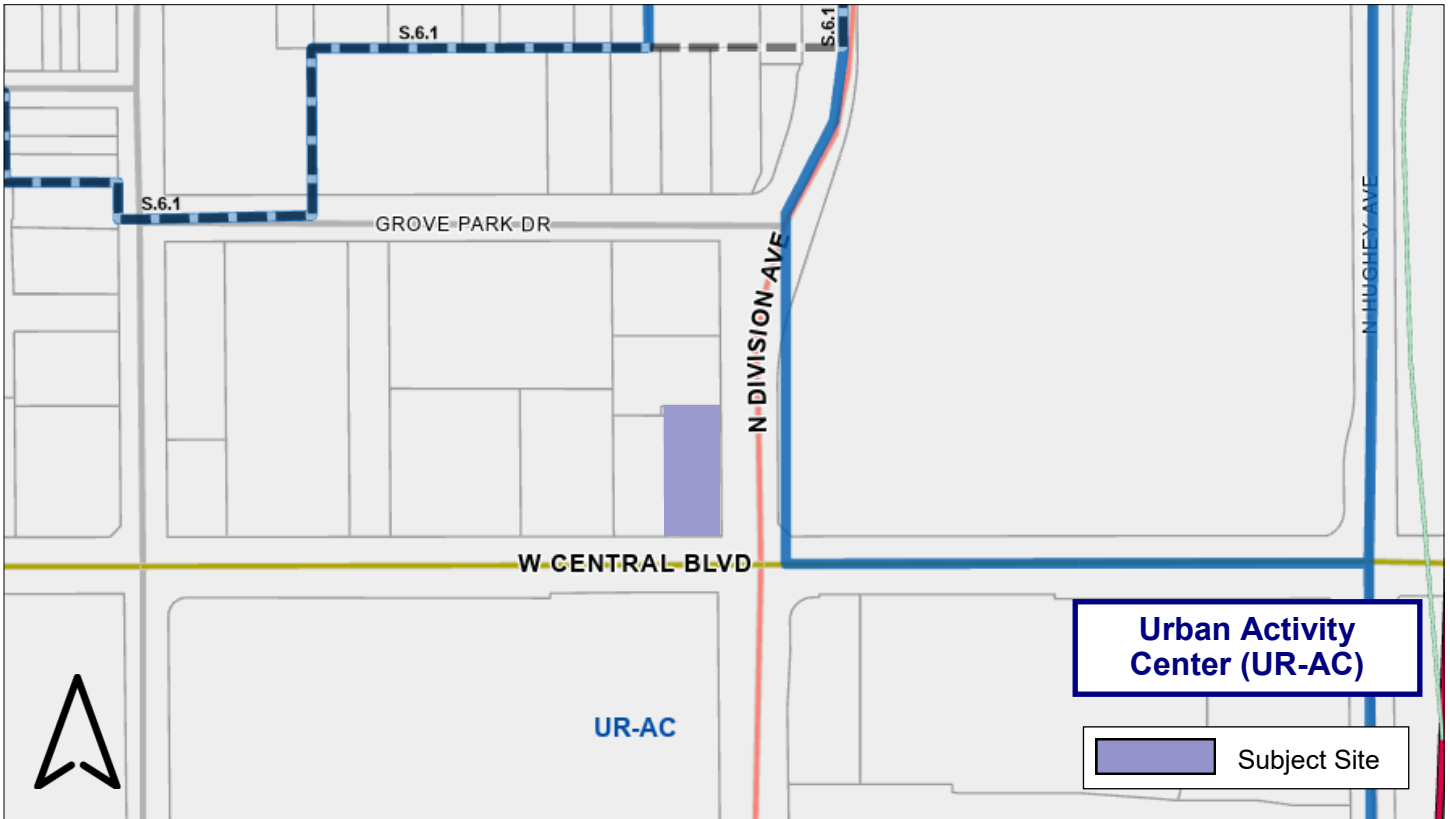 S.6.1
S.6.1
S.6.1
GROVE PARK DR
N DIVISION AVE
N HUGHEY AVE
W CENTRAL BLVD
Urban Activity
Center (UR-AC)
UR-AC
Subject Site